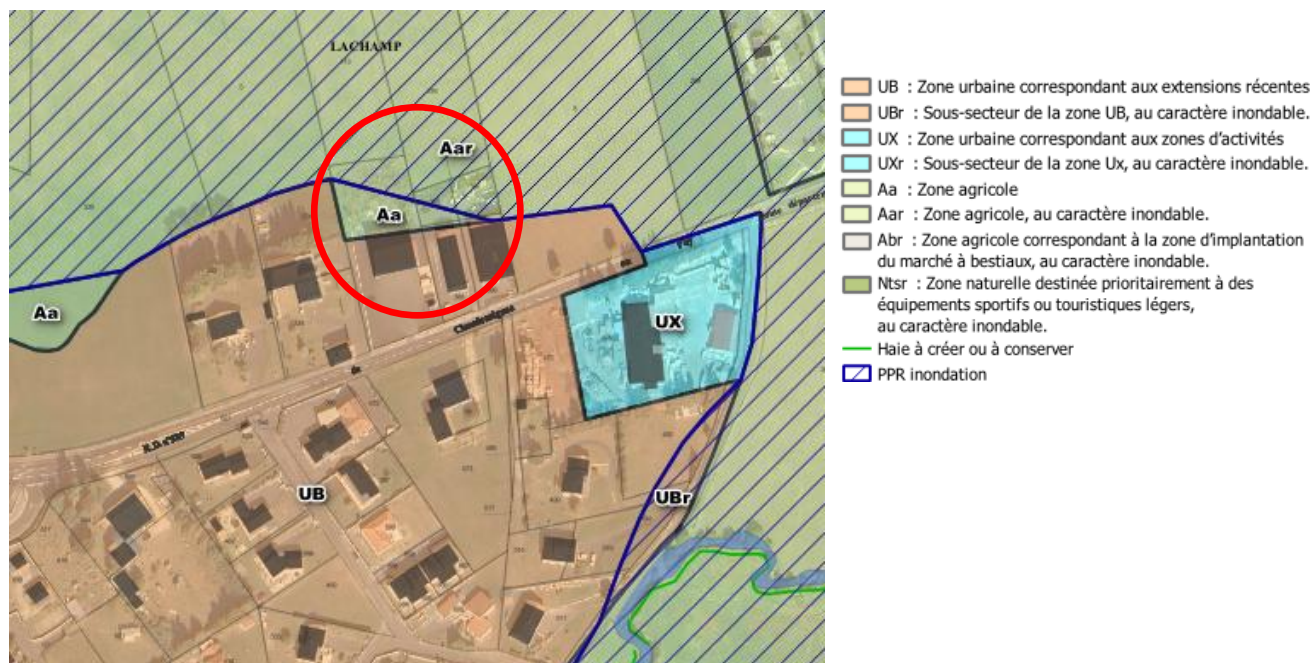 LACHAMP
Aar
Aa
Aa
UX
UB
UBr
UB : Zone urbaine correspondant aux extensions récentes
UBr : Sous-secteur de la zone UB, au caractère inondable.
UX : Zone urbaine correspondant aux zones d'activités
UXr : Sous-secteur de la zone Ux, au caractère inondable.
Aa : Zone agricole
Aar : Zone agricole, au caractère inondable.
Abr : Zone agricole correspondant à la zone d'implantation
du marché à bestiaux, au caractère inondable.
Ntsr : Zone naturelle destinée prioritairement à des
équipements sportifs ou touristiques légers,
au caractère inondable.
Haie à créer ou à conserver
PPR inondation